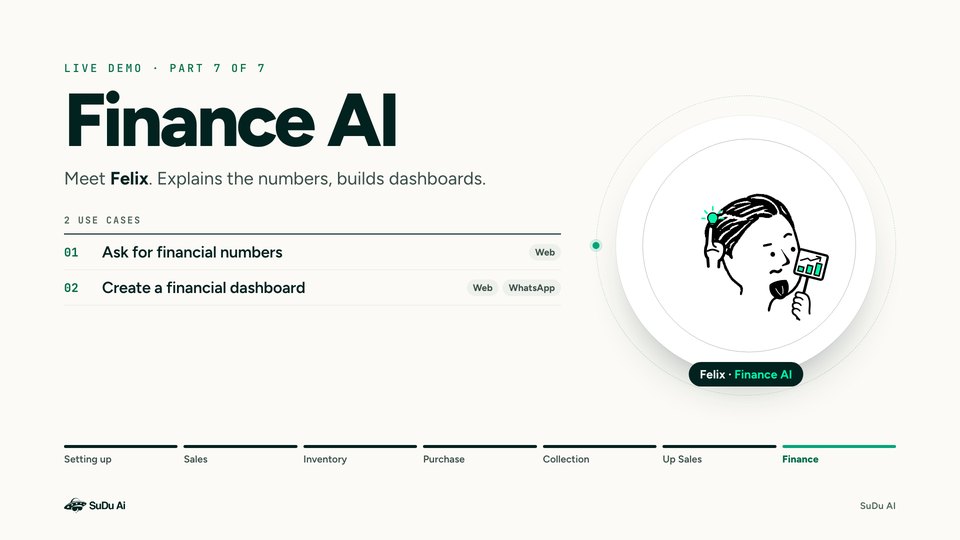 LIVE DEMO · PART 7 OF 7
Finance AI
Meet Felix. Explains the numbers, builds dashboards.
2 USE CASES
01 Ask for financial numbers Web
02 Create a financial dashboard Web WhatsApp
Felix · Finance AI
Setting up Sales Inventory Purchase Collection Up Sales Finance
SuDu Ai SuDu AI